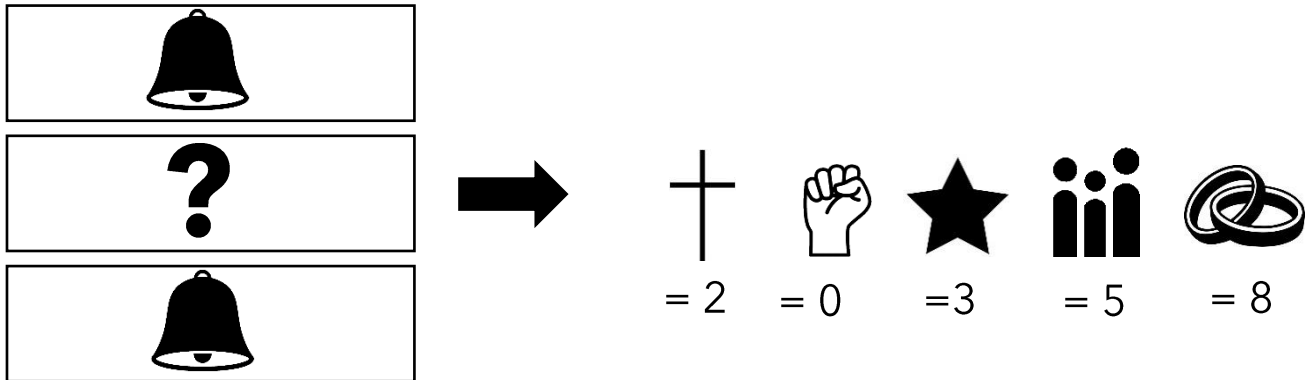 ?
= 2 = 0 =3 = 5 = 8